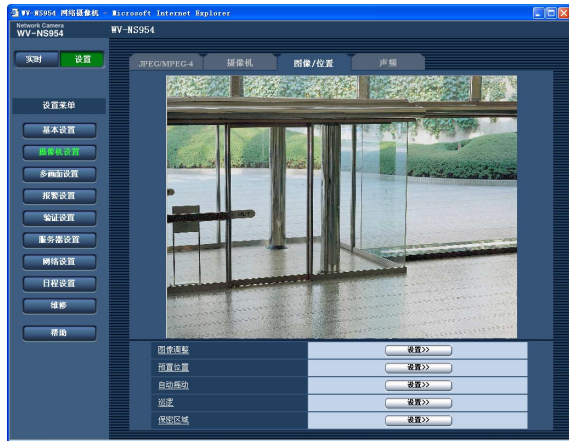 WV-NS954 网络摄像机 - Microsoft Internet Explorer
Network Camera
WV-NS954
WV-NS954
实时 设置
JPEG/MPEG-4 摄像机 图像/位置 声频
设置菜单
基本设置
摄像机设置
多画面设置
报警设置
验证设置
服务器设置
网络设置
日程设置
维修
帮助
图像调整 设置>>
预置位置 设置>>
自动摇动 设置>>
巡逻 设置>>
保密区域 设置>>